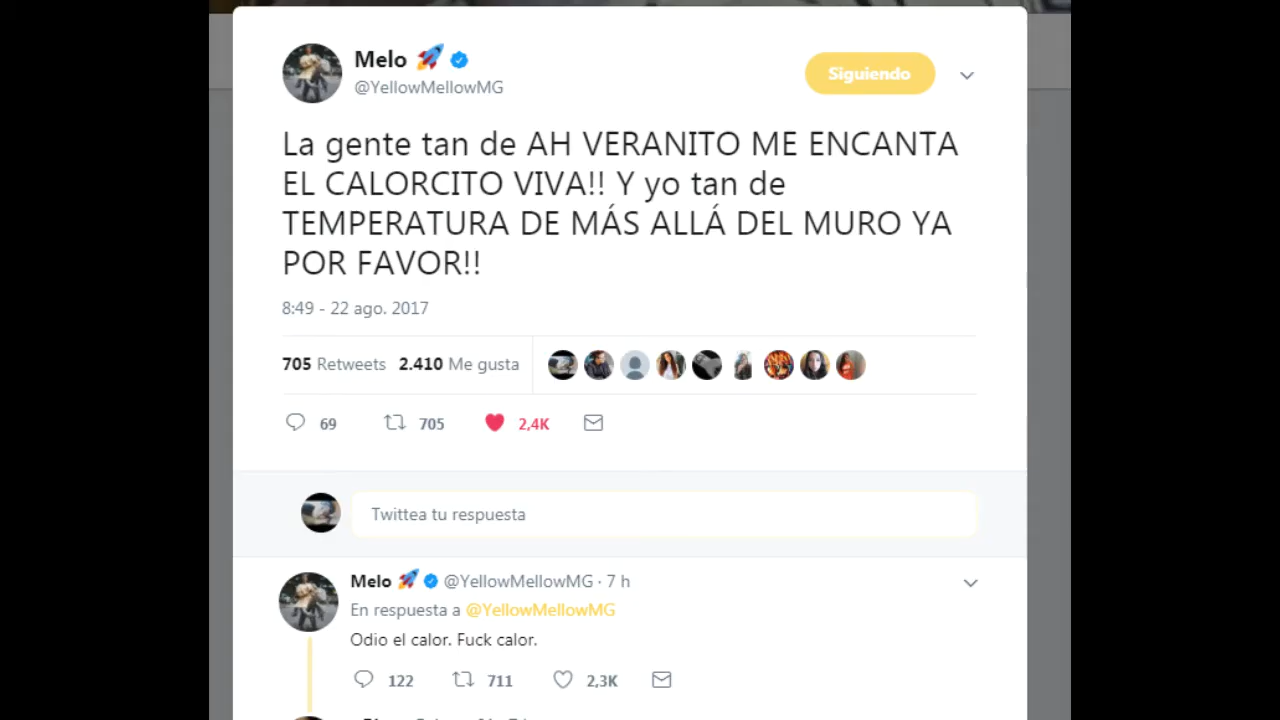 Melo 🚀
@YellowMellowMG
Siguiendo
La gente tan de AH VERANITO ME ENCANTA
EL CALORCITO VIVA!! Y yo tan de
TEMPERATURA DE MÁS ALLÁ DEL MURO YA
POR FAVOR!!
8:49 - 22 ago. 2017
705 Retweets 2.410 Me gusta
69 705 2,4K
Twittea tu respuesta
Melo 🚀 @YellowMellowMG · 7 h
En respuesta a @YellowMellowMG
Odio el calor. Fuck calor.
122 711 2,3K